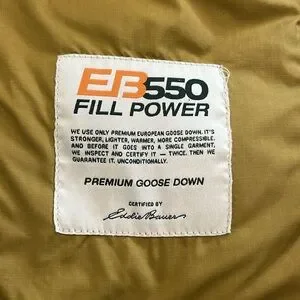 EB550
FILL POWER
WE USE ONLY PREMIUM EUROPEAN GOOSE DOWN. IT'S
STRONGER, LIGHTER, WARMER, MORE COMPRESSIBLE.
AND BEFORE IT GOES INTO A SINGLE GARMENT,
WE INSPECT AND CERTIFY IT — TWICE. THEN WE
GUARANTEE IT. UNCONDITIONALLY.
PREMIUM GOOSE DOWN
CERTIFIED BY
Eddie Bauer